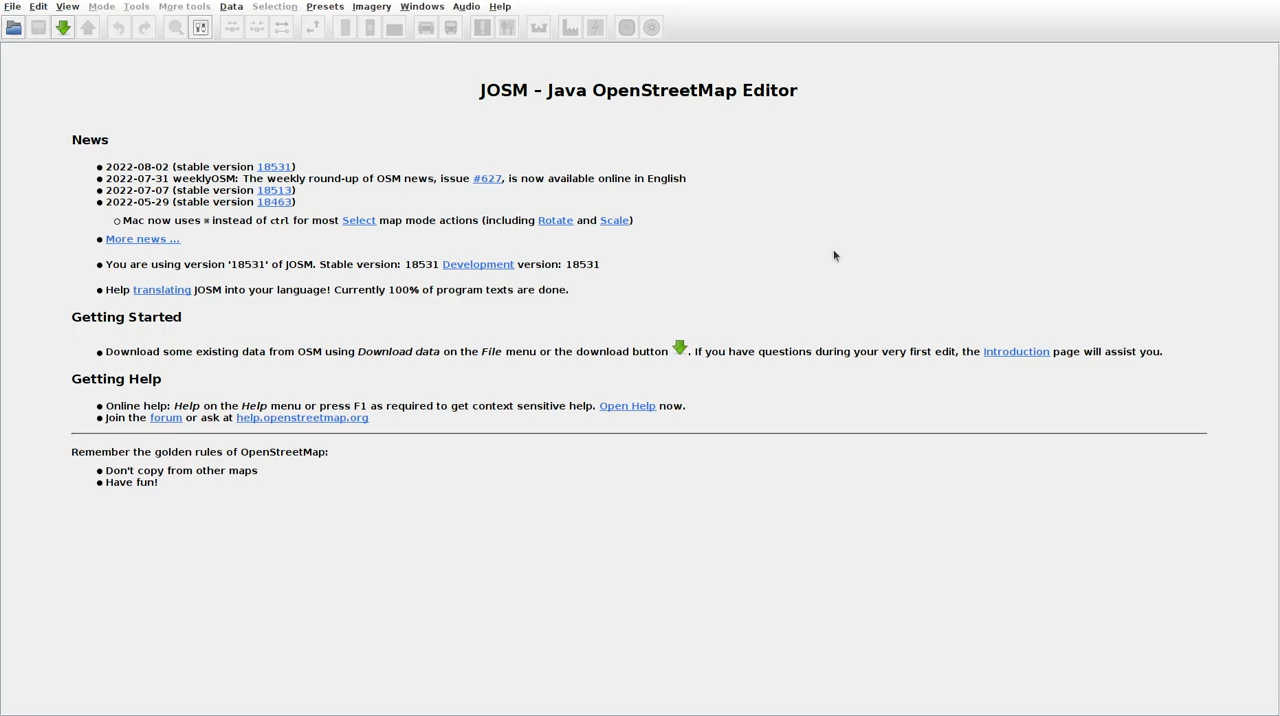 File Edit View Mode Tools More tools Data Selection Presets Imagery Windows Audio Help
JOSM – Java OpenStreetMap Editor
News
2022-08-02 (stable version 18531)
2022-07-31 weeklyOSM: The weekly round-up of OSM news, issue #627, is now available online in English
2022-07-07 (stable version 18513)
2022-05-29 (stable version 18463)
Mac now uses ⌘ instead of ctrl for most Select map mode actions (including Rotate and Scale)
More news ...
You are using version '18531' of JOSM. Stable version: 18531 Development version: 18531
Help translating JOSM into your language! Currently 100% of program texts are done.
Getting Started
Download some existing data from OSM using Download data on the File menu or the download button . If you have questions during your very first edit, the Introduction page will assist you.
Getting Help
Online help: Help on the Help menu or press F1 as required to get context sensitive help. Open Help now.
Join the forum or ask at help.openstreetmap.org
Remember the golden rules of OpenStreetMap:
Don't copy from other maps
Have fun!